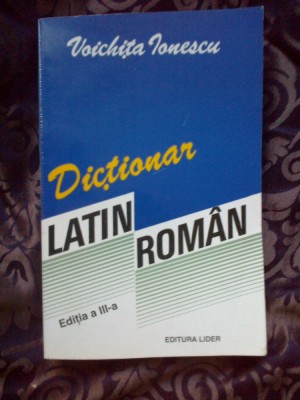 Voichița Ionescu
Dicționar
LATIN
ROMÂN
Ediția a III-a
EDITURA LIDER